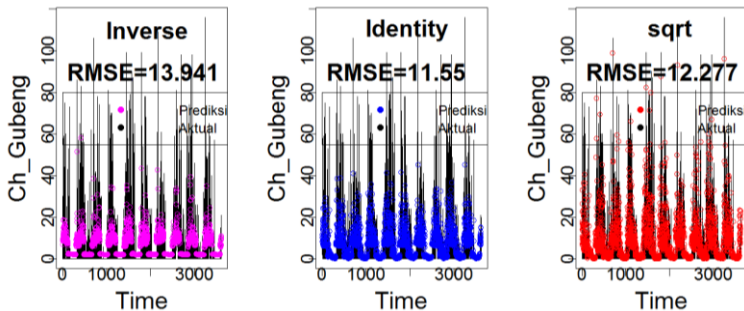 Inverse
RMSE=13.941
Prediksi
Aktual
Ch_Gubeng
0 20 40 60 80 100
0 1000 3000
Time
Identity
RMSE=11.55
Prediksi
Aktual
Ch_Gubeng
0 20 40 60 80 100
0 1000 3000
Time
sqrt
RMSE=12.277
Prediksi
Aktual
Ch_Gubeng
0 20 40 60 80 100
0 1000 3000
Time